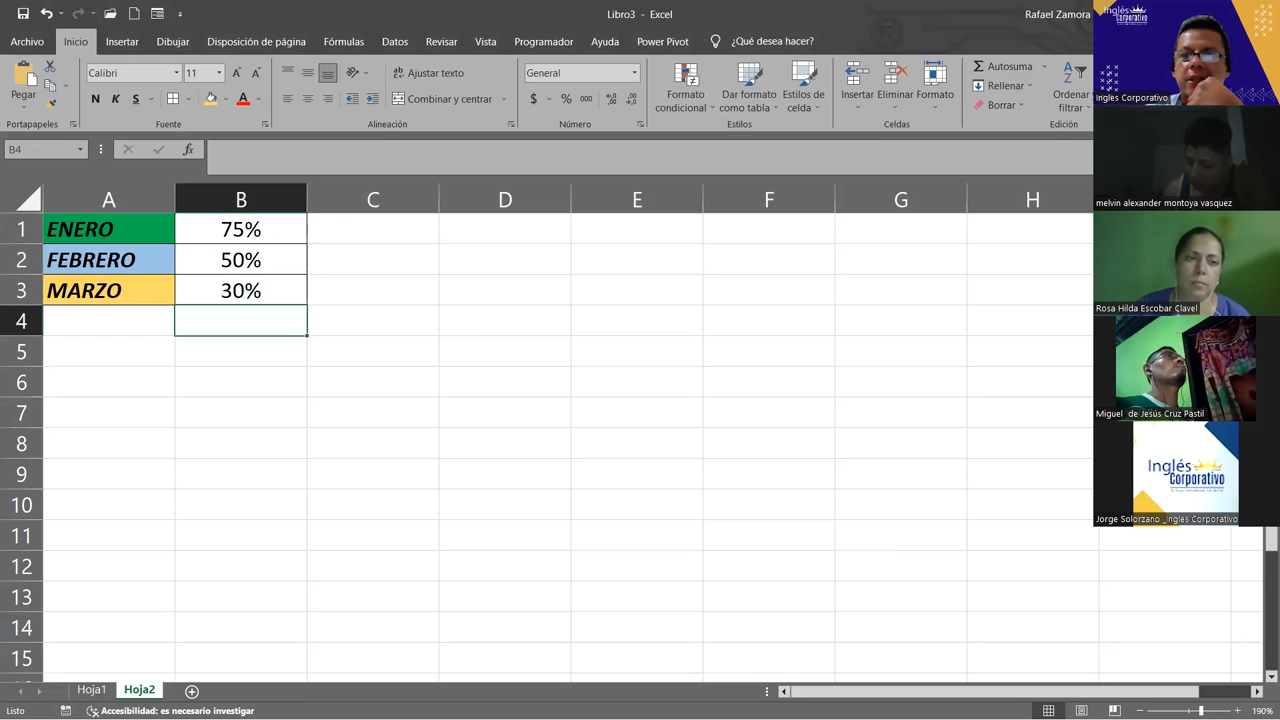 Libro3 - Excel
Rafael Zamora
Archivo Inicio Insertar Dibujar Disposición de página Fórmulas Datos Revisar Vista Programador Ayuda Power Pivot ¿Qué desea hacer?
Pegar
Calibri 11
N K S
Ajustar texto
Combinar y centrar
General
$ % 000
Formato condicional
Dar formato como tabla
Estilos de celda
Insertar Eliminar Formato
Autosuma
Rellenar
Borrar
Ordenar y filtrar
Portapapeles Fuente Alineación Número Estilos Celdas Edición
B4 fx
A B C D E F G H
1 ENERO 75%
2 FEBRERO 50%
3 MARZO 30%
4
5
6
7
8
9
10
11
12
13
14
15
Hoja1 Hoja2
Listo Accesibilidad: es necesario investigar 190%
Inglés Corporativo
Ingles Corporativo
melvin alexander montoya vasquez
Rosa Hilda Escobar Clavel
Miguel de Jesús Cruz Pastil
Inglés Corporativo
Jorge Solorzano _Ingles Corporativo